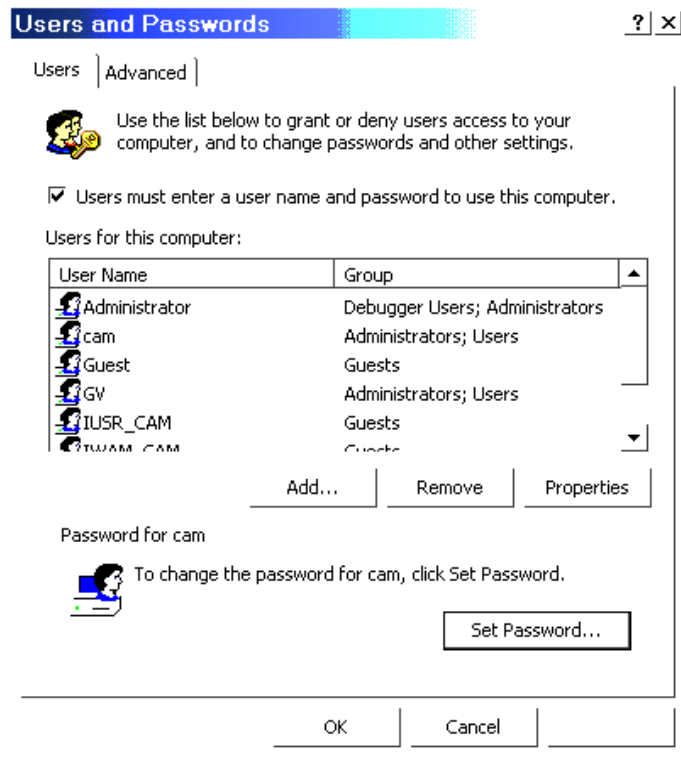 Users and Passwords
Users Advanced
Use the list below to grant or deny users access to your
computer, and to change passwords and other settings.
Users must enter a user name and password to use this computer.
Users for this computer:
User Name Group
Administrator Debugger Users; Administrators
cam Administrators; Users
Guest Guests
GV Administrators; Users
IUSR_CAM Guests
IWAM_CAM Guests
Add... Remove Properties
Password for cam
To change the password for cam, click Set Password.
Set Password...
OK Cancel